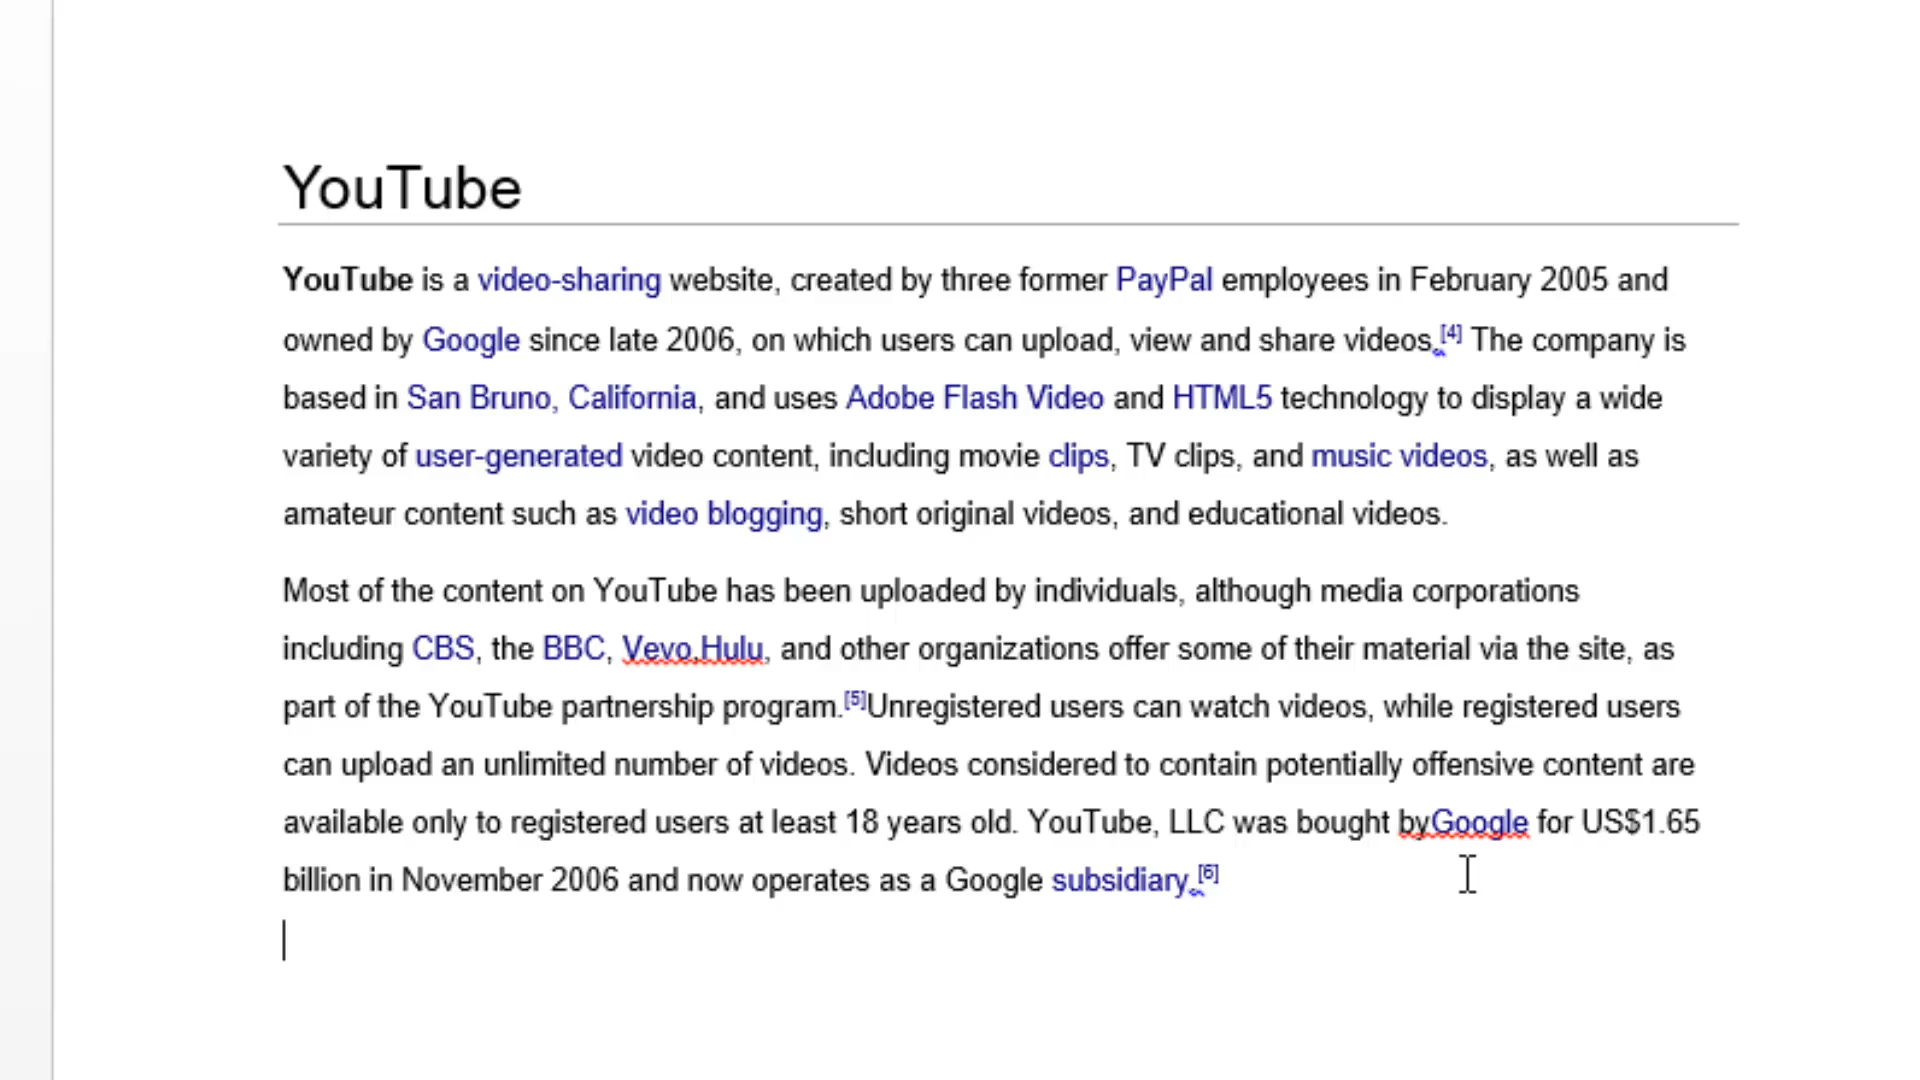 YouTube
YouTube is a video-sharing website, created by three former PayPal employees in February 2005 and
owned by Google since late 2006, on which users can upload, view and share videos.[4] The company is
based in San Bruno, California, and uses Adobe Flash Video and HTML5 technology to display a wide
variety of user-generated video content, including movie clips, TV clips, and music videos, as well as
amateur content such as video blogging, short original videos, and educational videos.
Most of the content on YouTube has been uploaded by individuals, although media corporations
including CBS, the BBC, Vevo,Hulu, and other organizations offer some of their material via the site, as
part of the YouTube partnership program.[5]Unregistered users can watch videos, while registered users
can upload an unlimited number of videos. Videos considered to contain potentially offensive content are
available only to registered users at least 18 years old. YouTube, LLC was bought byGoogle for US$1.65
billion in November 2006 and now operates as a Google subsidiary.[6]